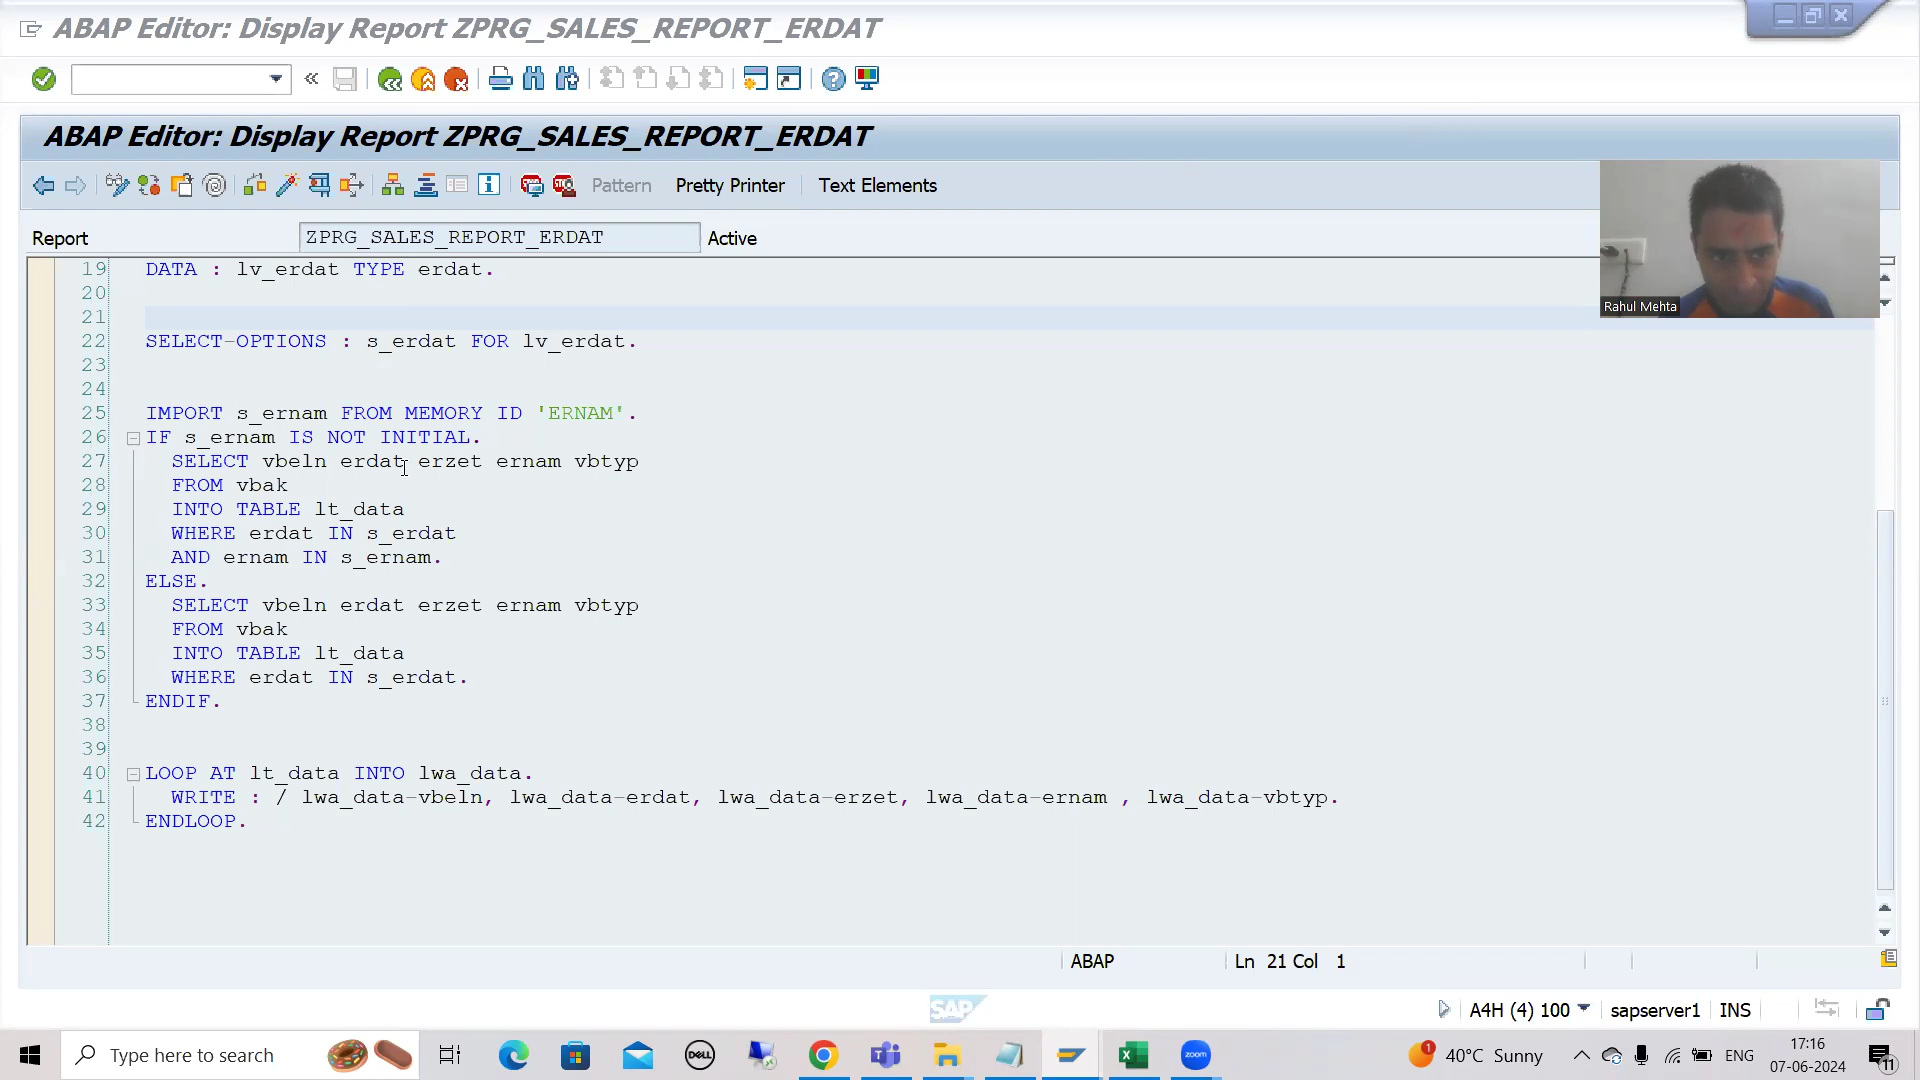 ABAP Editor: Display Report ZPRG_SALES_REPORT_ERDAT
ABAP Editor: Display Report ZPRG_SALES_REPORT_ERDAT
Pattern Pretty Printer Text Elements
Report ZPRG_SALES_REPORT_ERDAT Active
Rahul Mehta
19 DATA : lv_erdat TYPE erdat.
20
21
22 SELECT-OPTIONS : s_erdat FOR lv_erdat.
23
24
25 IMPORT s_ernam FROM MEMORY ID 'ERNAM'.
26 IF s_ernam IS NOT INITIAL.
27 SELECT vbeln erdat erzet ernam vbtyp
28 FROM vbak
29 INTO TABLE lt_data
30 WHERE erdat IN s_erdat
31 AND ernam IN s_ernam.
32 ELSE.
33 SELECT vbeln erdat erzet ernam vbtyp
34 FROM vbak
35 INTO TABLE lt_data
36 WHERE erdat IN s_erdat.
37 ENDIF.
38
39
40 LOOP AT lt_data INTO lwa_data.
41 WRITE : / lwa_data-vbeln, lwa_data-erdat, lwa_data-erzet, lwa_data-ernam , lwa_data-vbtyp.
42 ENDLOOP.
ABAP Ln 21 Col 1
SAP
A4H (4) 100 sapserver1 INS
Type here to search
DELL
zoom
1
40°C Sunny
ENG
17:16
07-06-2024
11